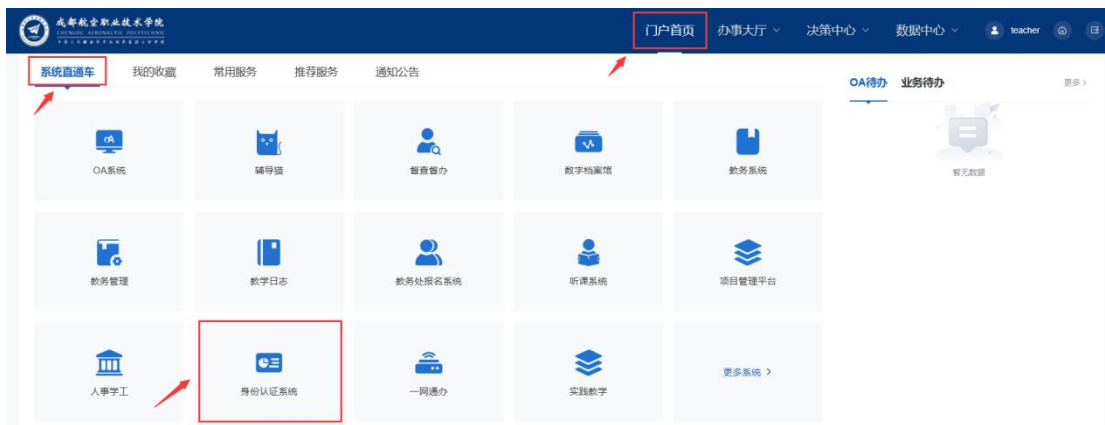 成都航空职业技术学院
CHENGDU AERONAUTIC POLYTECHNIC
门户首页 办事大厅 决策中心 数据中心 teacher
系统直通车 我的收藏 常用服务 推荐服务 通知公告
OA待办 业务待办 更多 >
OA系统 辅导猫 督查督办 数字档案馆 教务系统
暂无数据
教务管理 教学日志 教务处报名系统 听课系统 项目管理平台
人事学工 身份认证系统 一网通办 实践教学 更多系统 >